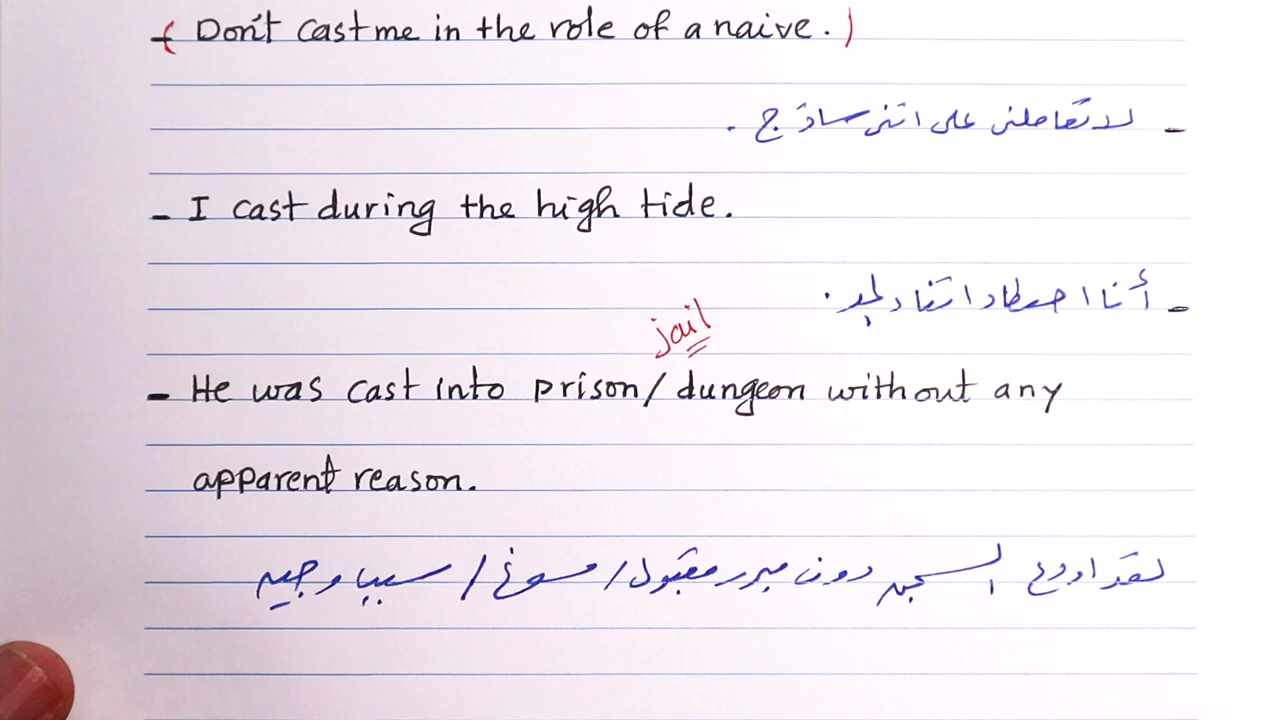 - ( Don't cast me in the role of a naive. )
- لا تعاملني على انني ساذج .
- I cast during the high tide.
- أنا اصطاد اثناء المد .
jail
- He was cast into prison/ dungeon without any
apparent reason.
لقد اودع السجن دون مبرر مقبول / مسوغ / سببا وجيه